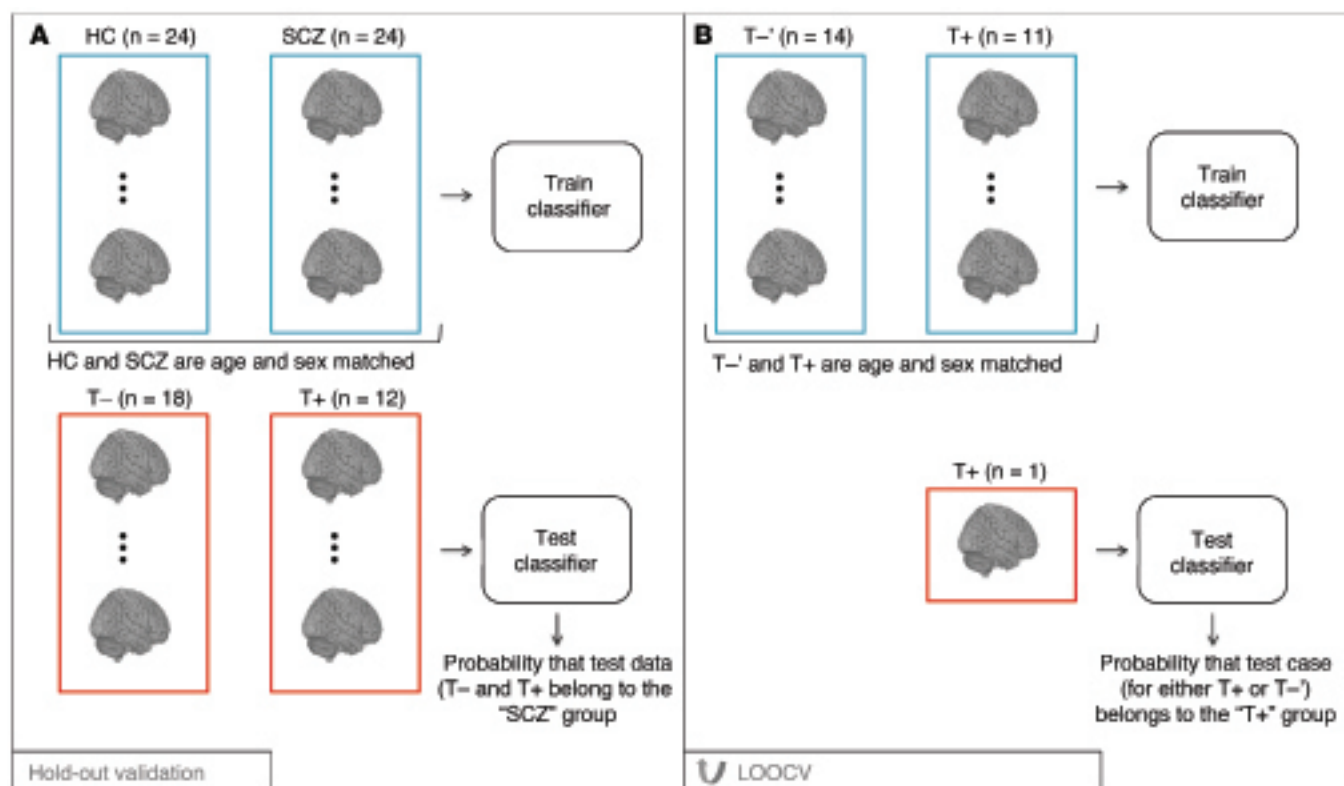 A
HC (n = 24)
SCZ (n = 24)
Train
classifier
HC and SCZ are age and sex matched
T– (n = 18)
T+ (n = 12)
Test
classifier
Probability that test data
(T– and T+ belong to the
"SCZ" group
Hold-out validation
B
T–' (n = 14)
T+ (n = 11)
Train
classifier
T–' and T+ are age and sex matched
T+ (n = 1)
Test
classifier
Probability that test case
(for either T+ or T–')
belongs to the "T+" group
LOOCV